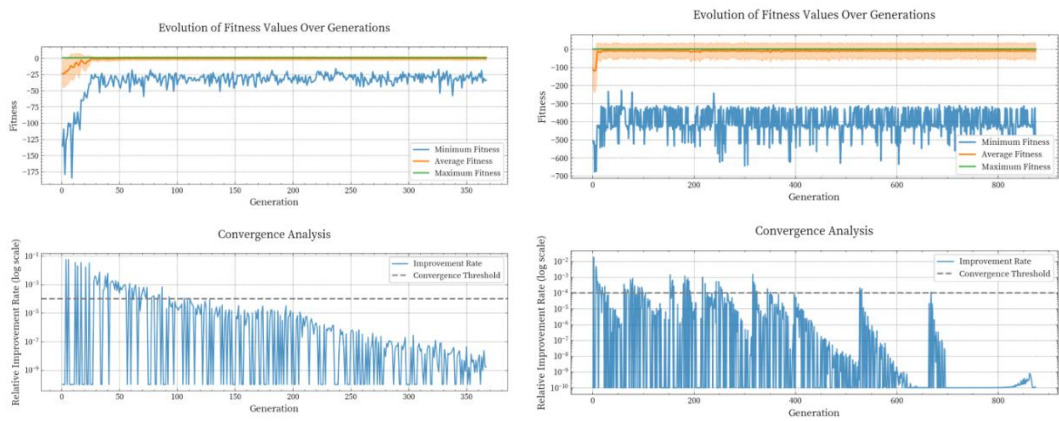 Evolution of Fitness Values Over Generations
0
−25
−50
−75
−100
−125
−150
−175
Fitness
Minimum Fitness
Average Fitness
Maximum Fitness
0 50 100 150 200 250 300 350
Generation
Convergence Analysis
10⁻¹
10⁻³
10⁻⁵
10⁻⁷
10⁻⁹
Relative Improvement Rate (log scale)
Improvement Rate
Convergence Threshold
0 50 100 150 200 250 300 350
Generation
Evolution of Fitness Values Over Generations
0
−100
−200
−300
−400
−500
−600
−700
Fitness
Minimum Fitness
Average Fitness
Maximum Fitness
0 200 400 600 800
Generation
Convergence Analysis
10⁻²
10⁻³
10⁻⁴
10⁻⁵
10⁻⁶
10⁻⁷
10⁻⁸
10⁻⁹
10⁻¹⁰
Relative Improvement Rate (log scale)
Improvement Rate
Convergence Threshold
0 200 400 600 800
Generation